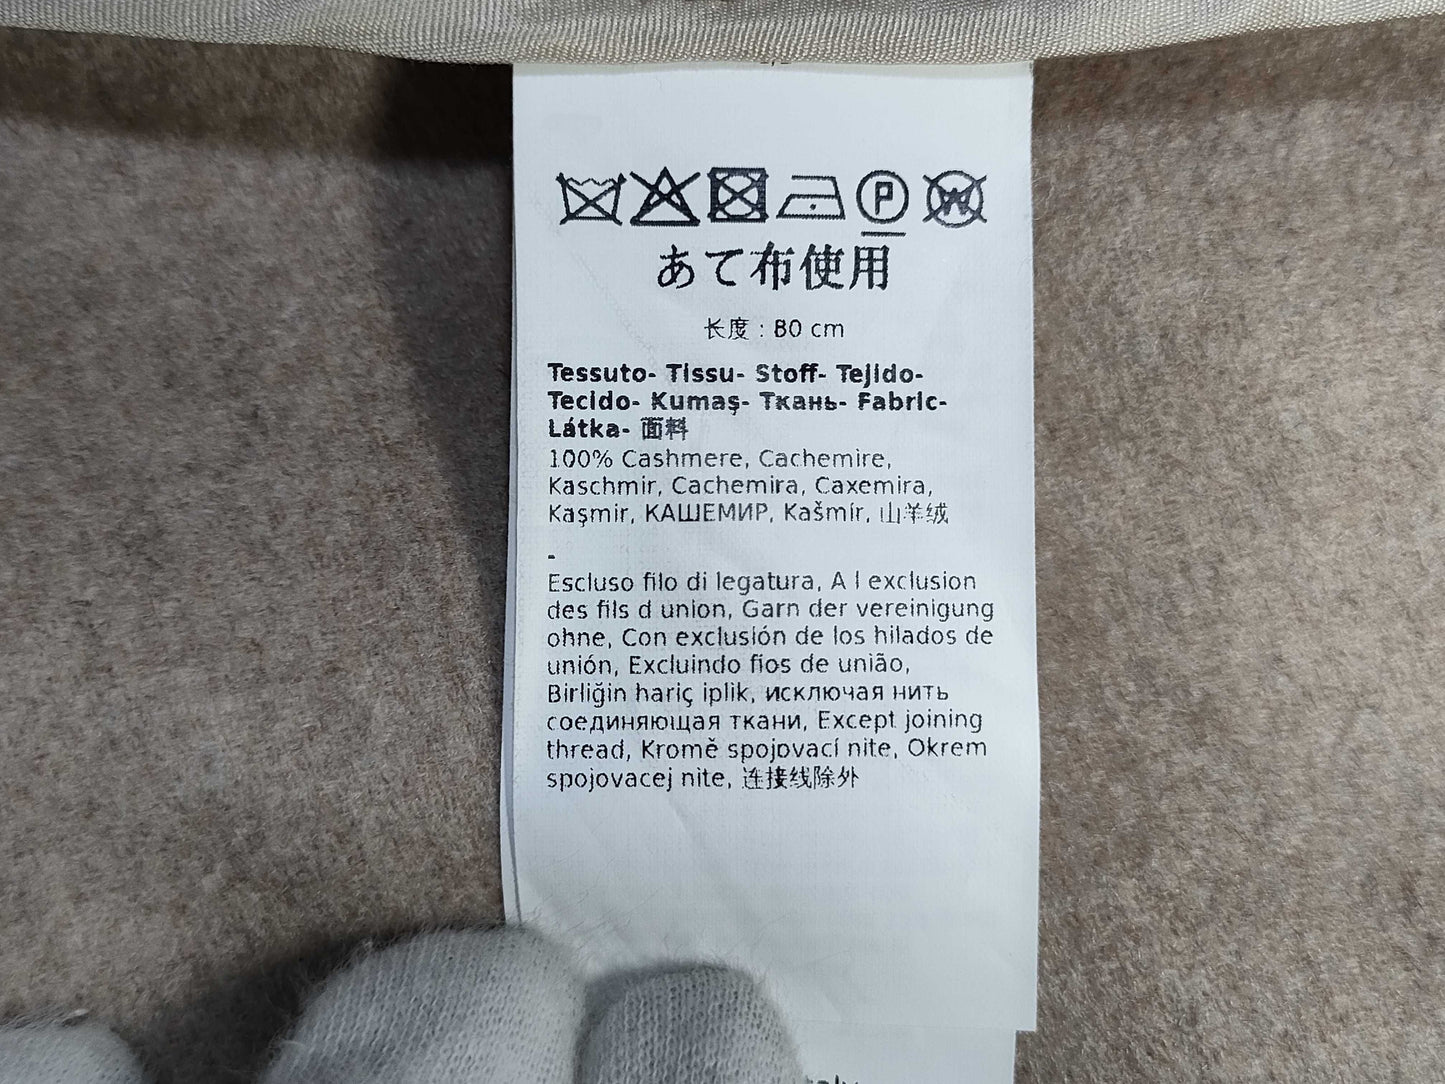 P W
あて布使用
长度 : 80 cm
Tessuto- Tissu- Stoff- Tejido-
Tecido- Kumaş- Ткань- Fabric-
Látka- 面料
100% Cashmere, Cachemire,
Kaschmir, Cachemira, Caxemira,
Kaşmir, КАШЕМИР, Kašmír, 山羊绒
-
Escluso filo di legatura, A l exclusion
des fils d union, Garn der vereinigung
ohne, Con exclusión de los hilados de
unión, Excluindo fios de união,
Birliğin hariç iplik, исключая нить
соединяющая ткани, Except joining
thread, Kromě spojovací nite, Okrem
spojovacej nite, 连接线除外